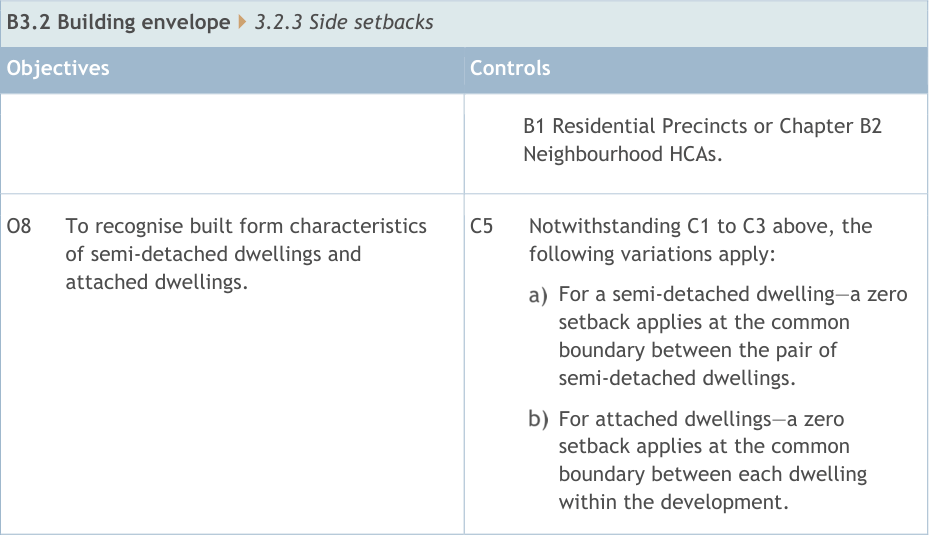 B3.2 Building envelope 3.2.3 Side setbacks
Objectives Controls
B1 Residential Precincts or Chapter B2
Neighbourhood HCAs.
O8 To recognise built form characteristics
of semi-detached dwellings and
attached dwellings.
C5 Notwithstanding C1 to C3 above, the
following variations apply:
a) For a semi-detached dwelling—a zero
setback applies at the common
boundary between the pair of
semi-detached dwellings.
b) For attached dwellings—a zero
setback applies at the common
boundary between each dwelling
within the development.